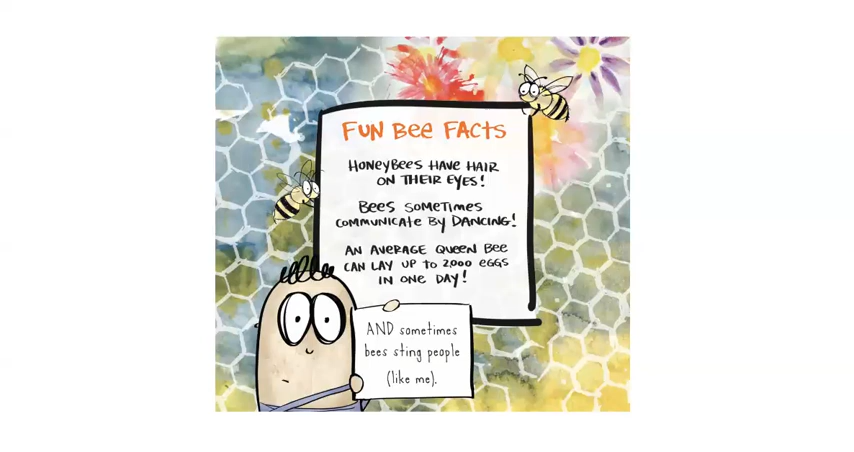 FUN BEE FACTS
HONEYBEES HAVE HAIR
ON THEIR EYES!
BEES SOMETIMES
COMMUNICATE BY DANCING!
AN AVERAGE QUEEN BEE
CAN LAY UP TO 2,000 EGGS
IN ONE DAY!
AND sometimes
bees sting people
(like me).